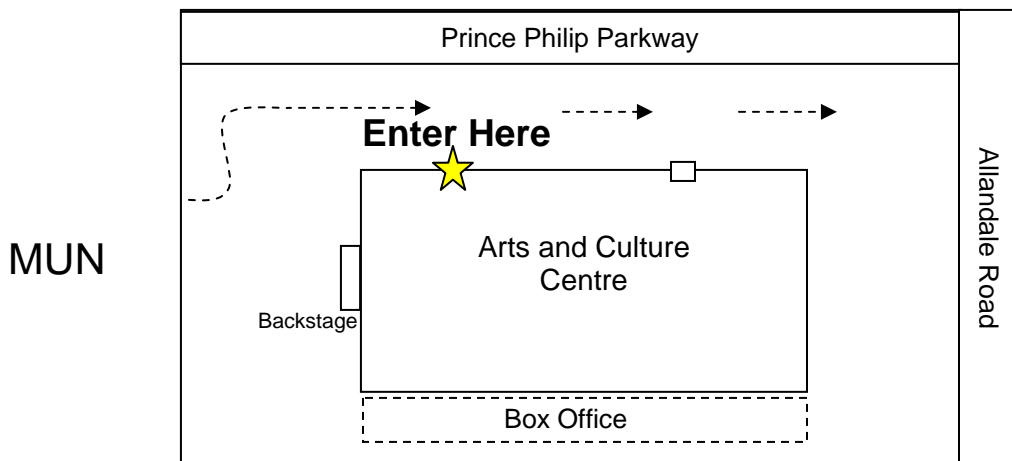 Prince Philip Parkway
Enter Here
MUN
Arts and Culture
Centre
Backstage
Allandale Road
Box Office